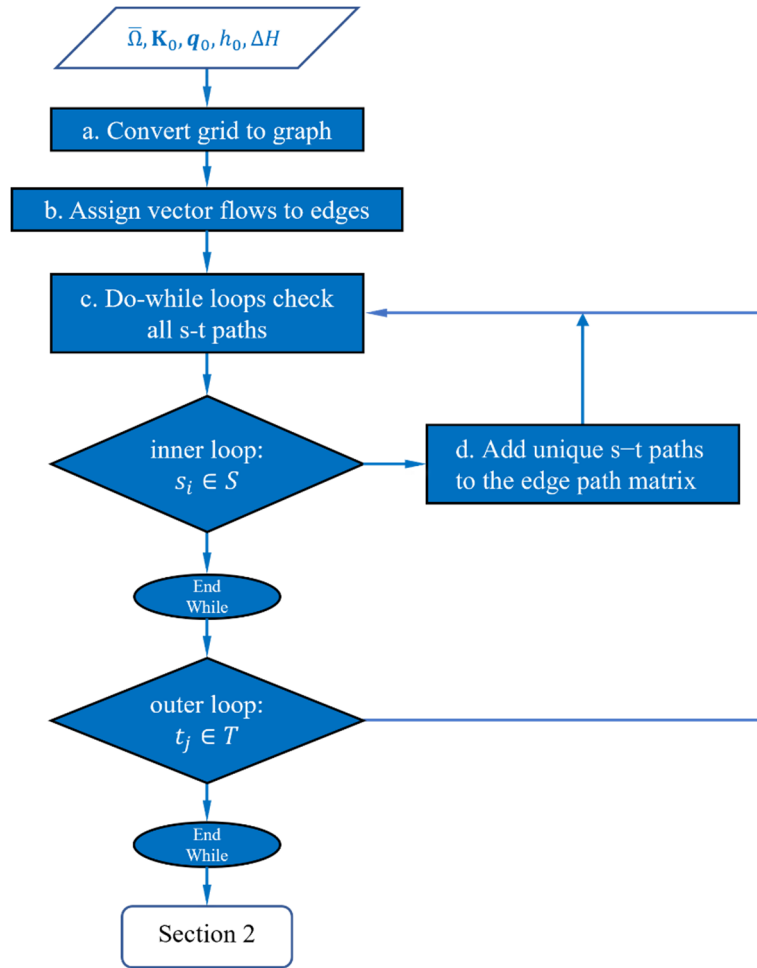 Ω̅, 𝐊₀, 𝒒₀, ℎ₀, Δ𝐻
a. Convert grid to graph
b. Assign vector flows to edges
c. Do-while loops check
all s-t paths
inner loop:
𝑠ᵢ ∈ 𝑆
d. Add unique s−t paths
to the edge path matrix
End
While
outer loop:
𝑡ⱼ ∈ 𝑇
End
While
Section 2